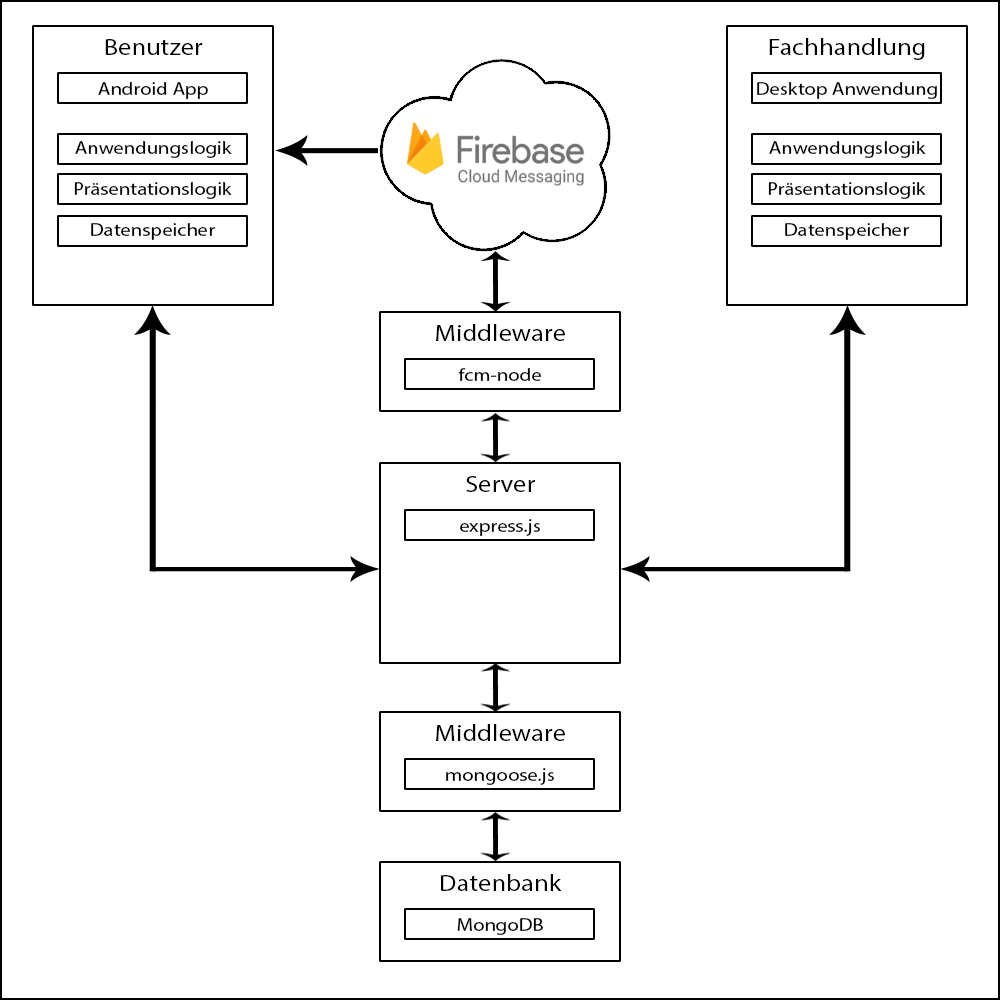 Benutzer
Android App
Anwendungslogik
Präsentationslogik
Datenspeicher
Firebase
Cloud Messaging
Fachhandlung
Desktop Anwendung
Anwendungslogik
Präsentationslogik
Datenspeicher
Middleware
fcm-node
Server
express.js
Middleware
mongoose.js
Datenbank
MongoDB